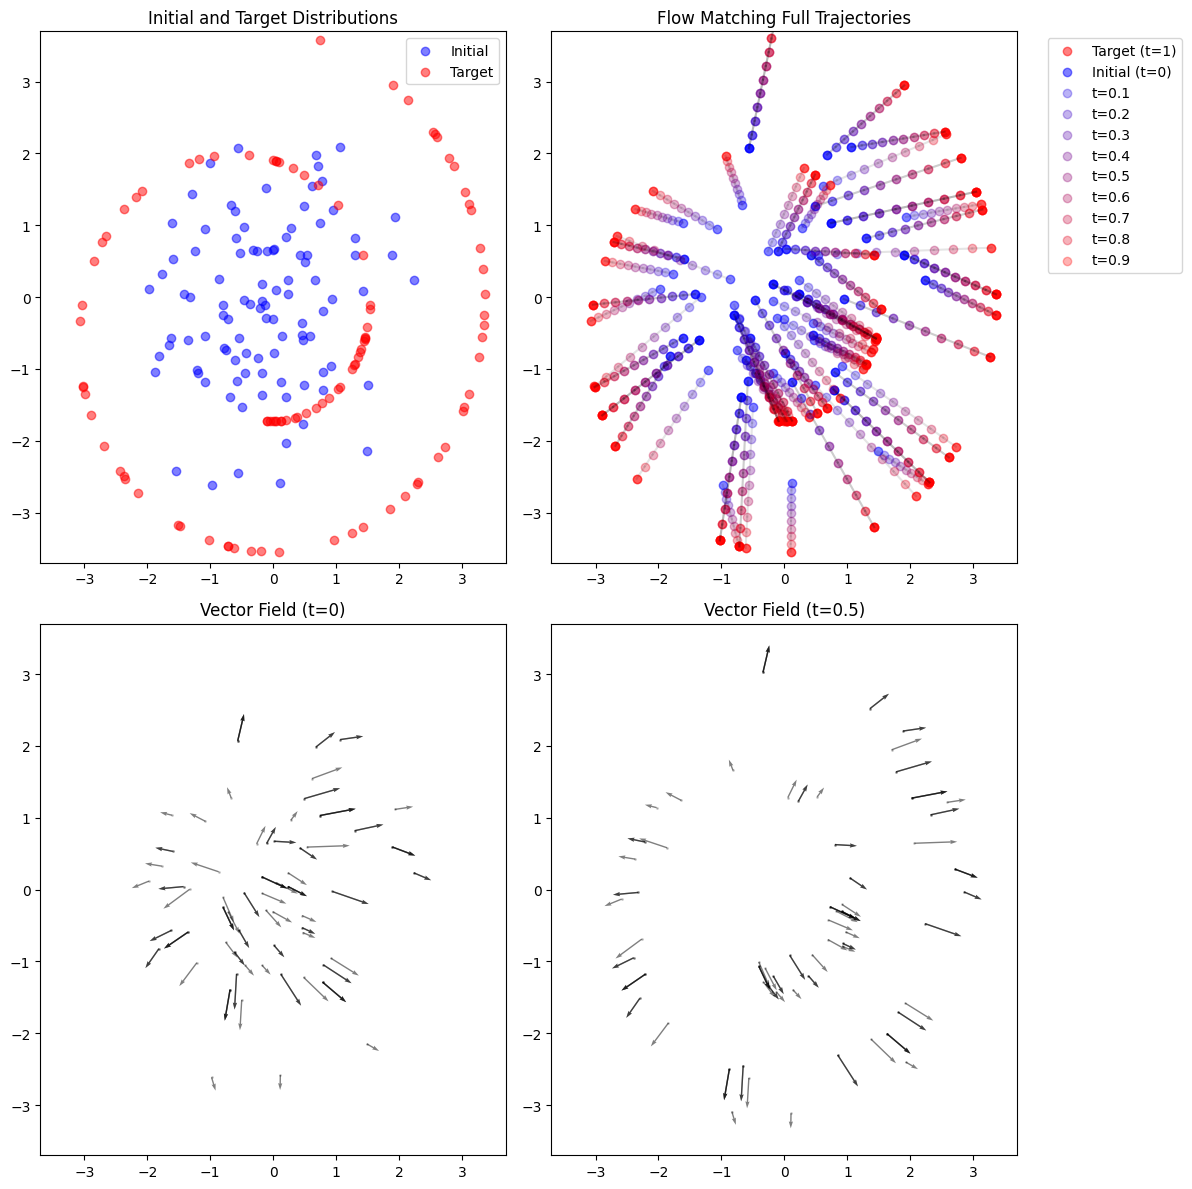 Initial and Target Distributions
Initial
Target
3
2
1
0
−1
−2
−3
−3 −2 −1 0 1 2 3
Flow Matching Full Trajectories
3
2
1
0
−1
−2
−3
−3 −2 −1 0 1 2 3
Target (t=1)
Initial (t=0)
t=0.1
t=0.2
t=0.3
t=0.4
t=0.5
t=0.6
t=0.7
t=0.8
t=0.9
Vector Field (t=0)
3
2
1
0
−1
−2
−3
−3 −2 −1 0 1 2 3
Vector Field (t=0.5)
3
2
1
0
−1
−2
−3
−3 −2 −1 0 1 2 3